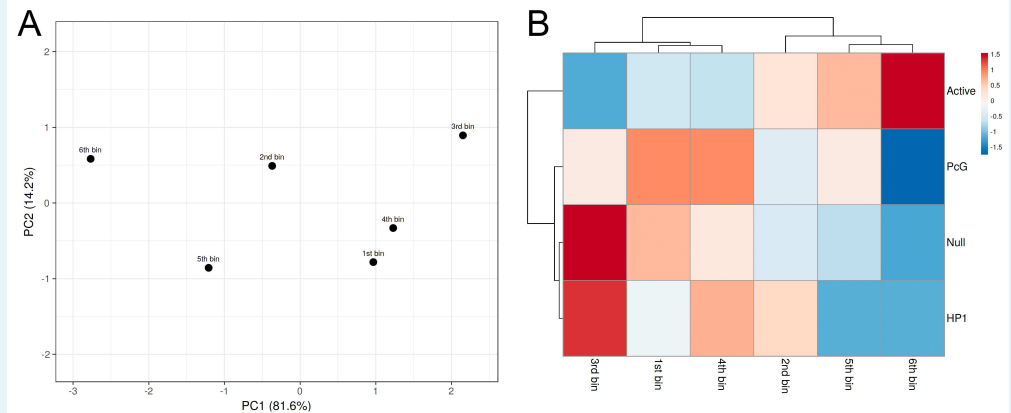 A
PC2 (14.2%)
2
1
0
-1
-2
3rd bin
6th bin
2nd bin
4th bin
1st bin
5th bin
-3
-2
-1
0
1
2
PC1 (81.6%)
B
Active
PcG
Null
HP1
3rd bin
1st bin
4th bin
2nd bin
5th bin
6th bin
1.5
1
0.5
0
-0.5
-1
-1.5